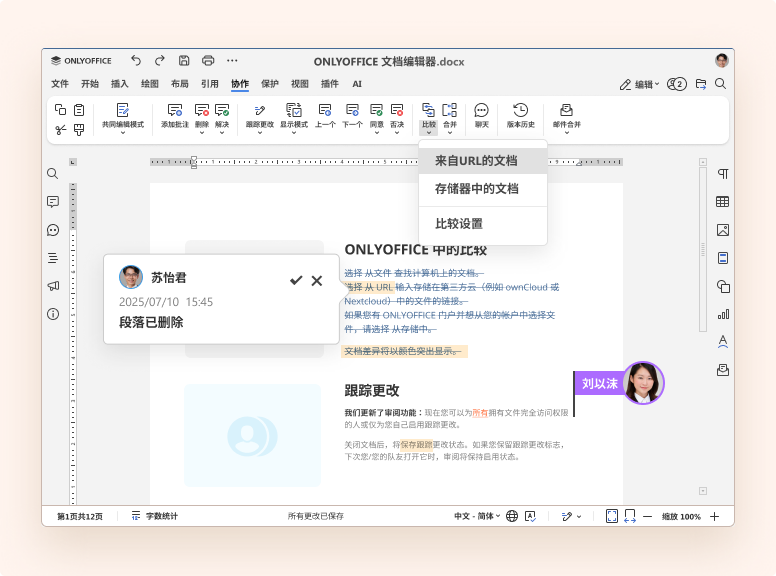 ONLYOFFICE
ONLYOFFICE 文档编辑器.docx
文件 开始 插入 绘图 布局 引用 协作 保护 视图 插件 AI
编辑
2
共同编辑模式 添加批注 删除 解决 跟踪更改 显示模式 上一个 下一个 同意 否决 比较 合并 聊天 版本历史 邮件合并
来自URL的文档
存储器中的文档
比较设置
ONLYOFFICE 中的比较
选择 从文件 查找计算机上的文档。
选择 从 URL 输入存储在第三方云（例如 ownCloud 或
Nextcloud）中的文件的链接。
如果您有 ONLYOFFICE 门户并想从您的帐户中选择文
件，请选择 从存储中。
文档差异将以颜色突出显示。
苏怡君
2025/07/10 15:45
段落已删除
刘以沫
跟踪更改
我们更新了审阅功能：现在您可以为所有拥有文件完全访问权限
的人或仅为您自己启用跟踪更改。
关闭文档后，将保存跟踪更改状态。如果您保留跟踪更改标志，
下次您/您的队友打开它时，审阅将保持启用状态。
第1页共12页
字数统计
所有更改已保存
中文 - 简体
缩放 100%